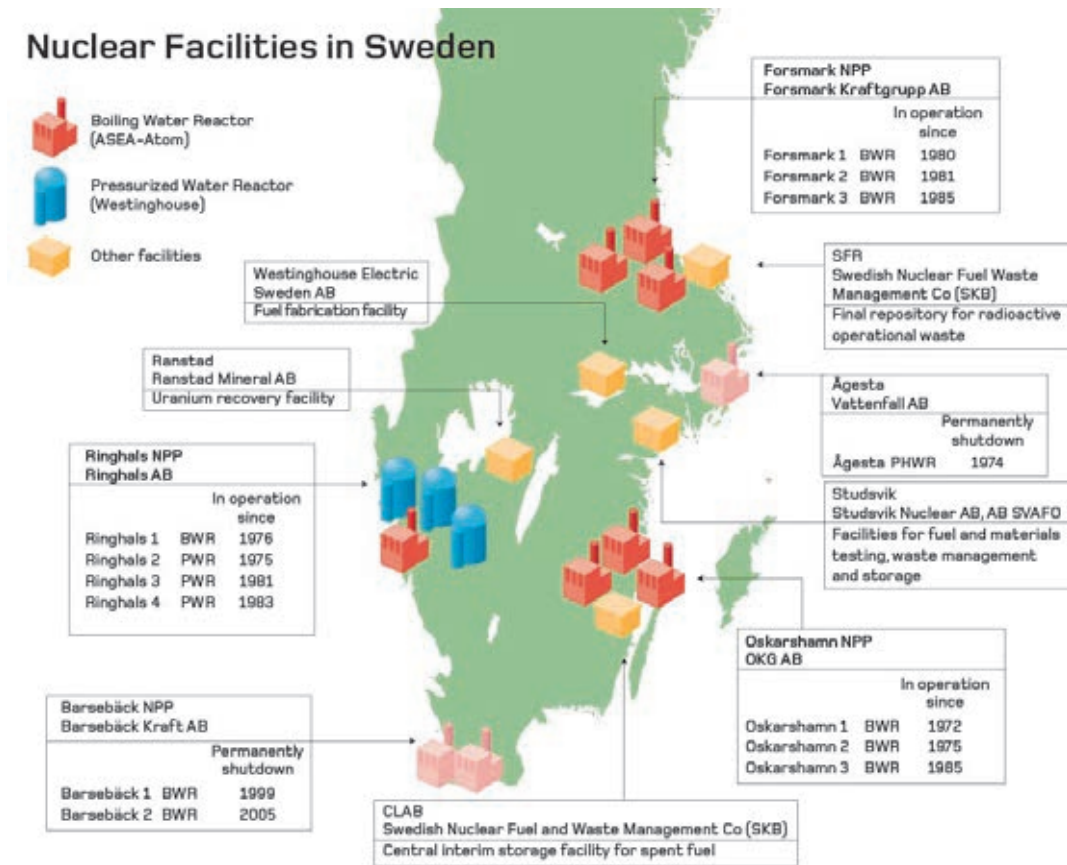 Nuclear Facilities in Sweden
Boiling Water Reactor
(ASEA-Atom)
Pressurized Water Reactor
(Westinghouse)
Other facilities
Forsmark NPP
Forsmark Kraftgrupp AB
In operation
since
Forsmark 1 BWR 1980
Forsmark 2 BWR 1981
Forsmark 3 BWR 1985
Westinghouse Electric
Sweden AB
Fuel fabrication facility
SFR
Swedish Nuclear Fuel Waste
Management Co (SKB)
Final repository for radioactive
operational waste
Ranstad
Ranstad Mineral AB
Uranium recovery facility
Ågesta
Vattenfall AB
Permanently
shutdown
Ågesta PHWR 1974
Ringhals NPP
Ringhals AB
In operation
since
Ringhals 1 BWR 1976
Ringhals 2 PWR 1975
Ringhals 3 PWR 1981
Ringhals 4 PWR 1983
Studsvik
Studsvik Nuclear AB, AB SVAFO
Facilities for fuel and materials
testing, waste management
and storage
Oskarshamn NPP
OKG AB
In operation
since
Oskarshamn 1 BWR 1972
Oskarshamn 2 BWR 1975
Oskarshamn 3 BWR 1985
Barsebäck NPP
Barsebäck Kraft AB
Permanently
shutdown
Barsebäck 1 BWR 1999
Barsebäck 2 BWR 2005
CLAB
Swedish Nuclear Fuel and Waste Management Co (SKB)
Central interim storage facility for spent fuel